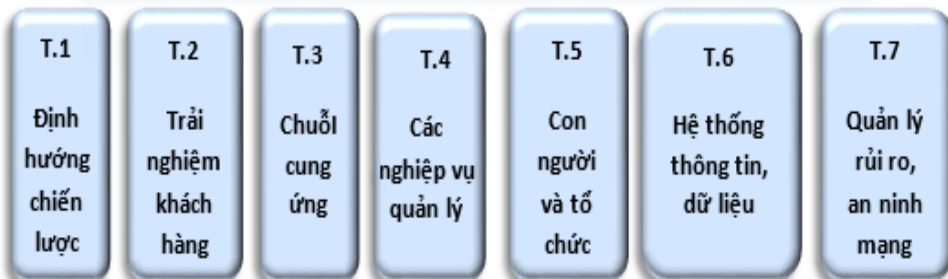 T.1
Định
hướng
chiến
lược
T.2
Trải
nghiệm
khách
hàng
T.3
Chuỗl
cung
ứng
T.4
Các
nghiệp vụ
quản lý
T.5
Con
người
và tổ
chức
T.6
Hệ thống
thông tin,
dữ liệu
T.7
Quản lý
rủi ro,
an ninh
mạng